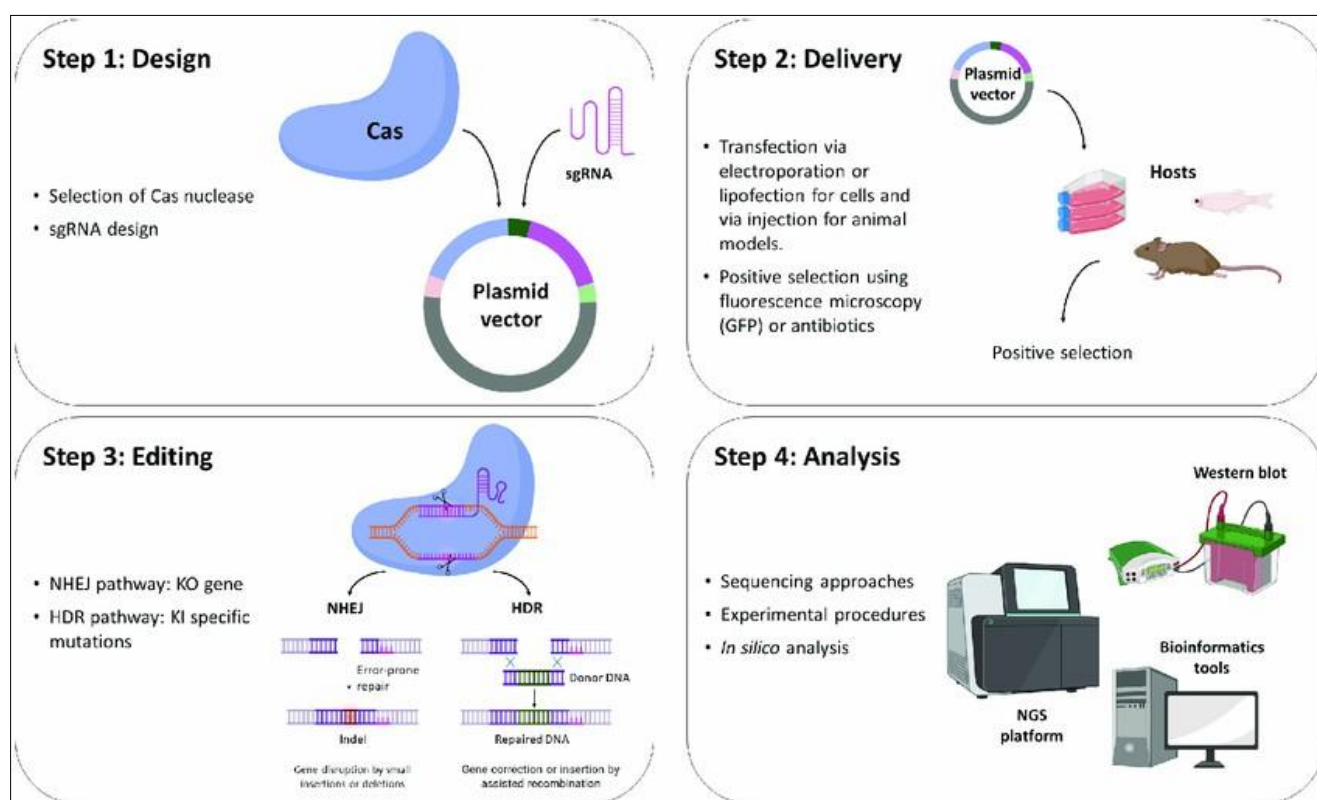 Step 1: Design
Cas
sgRNA
• Selection of Cas nuclease
• sgRNA design
Plasmid
vector
Step 2: Delivery
Plasmid
vector
• Transfection via
electroporation or
lipofection for cells and
via injection for animal
models.
• Positive selection using
fluorescence microscopy
(GFP) or antibiotics
Hosts
Positive selection
Step 3: Editing
• NHEJ pathway: KO gene
• HDR pathway: KI specific
mutations
NHEJ
HDR
Error-prone
repair
Donor DNA
Indel
Repaired DNA
Gene disruption by small
insertions or deletions
Gene correction or insertion by
assisted recombination
Step 4: Analysis
• Sequencing approaches
• Experimental procedures
• In silico analysis
Western blot
NGS
platform
Bioinformatics
tools